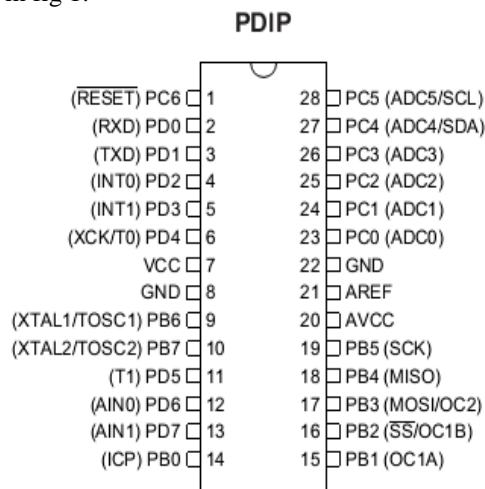 PDIP
(RESET) PC6 1 28 PC5 (ADC5/SCL)
(RXD) PD0 2 27 PC4 (ADC4/SDA)
(TXD) PD1 3 26 PC3 (ADC3)
(INT0) PD2 4 25 PC2 (ADC2)
(INT1) PD3 5 24 PC1 (ADC1)
(XCK/T0) PD4 6 23 PC0 (ADC0)
VCC 7 22 GND
GND 8 21 AREF
(XTAL1/TOSC1) PB6 9 20 AVCC
(XTAL2/TOSC2) PB7 10 19 PB5 (SCK)
(T1) PD5 11 18 PB4 (MISO)
(AIN0) PD6 12 17 PB3 (MOSI/OC2)
(AIN1) PD7 13 16 PB2 (SS/OC1B)
(ICP) PB0 14 15 PB1 (OC1A)